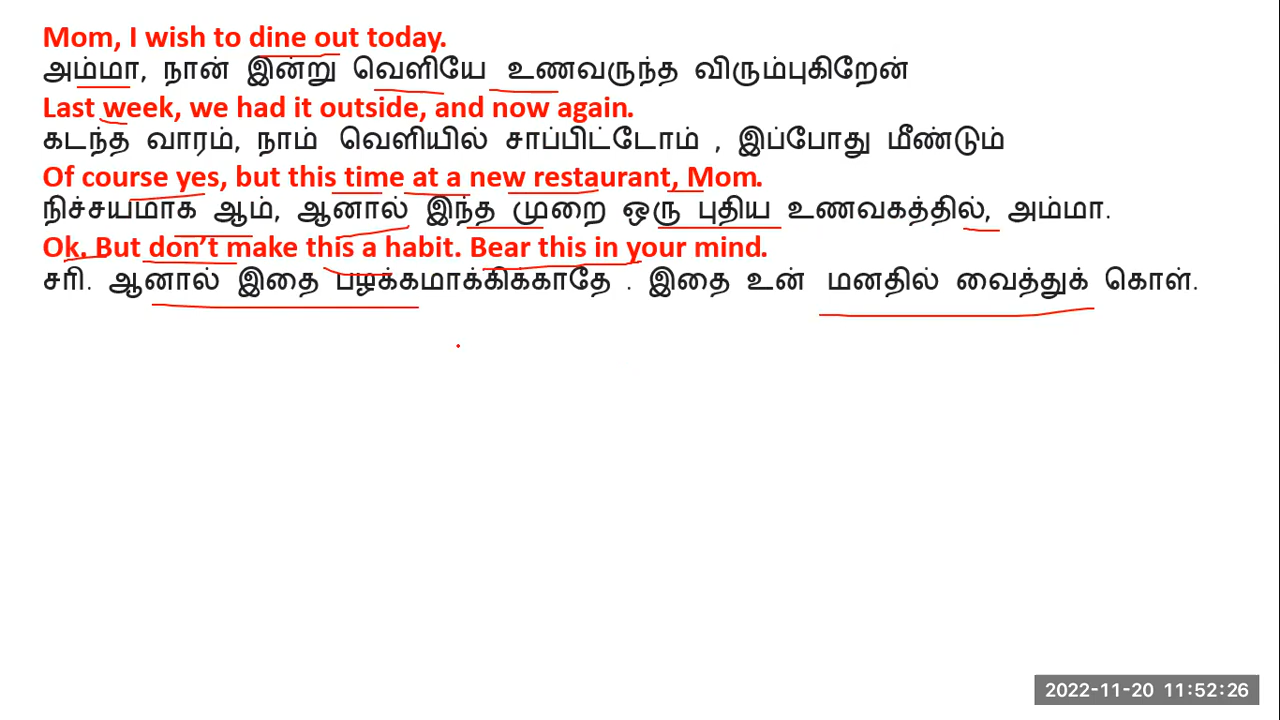 Mom, I wish to dine out today.
அம்மா, நான் இன்று வெளியே உணவருந்த விரும்புகிறேன்
Last week, we had it outside, and now again.
கடந்த வாரம், நாம் வெளியில் சாப்பிட்டோம் , இப்போது மீண்டும்
Of course yes, but this time at a new restaurant, Mom.
நிச்சயமாக ஆம், ஆனால் இந்த முறை ஒரு புதிய உணவகத்தில், அம்மா.
Ok. But don’t make this a habit. Bear this in your mind.
சரி. ஆனால் இதை பழக்கமாக்கிக்காதே . இதை உன் மனதில் வைத்துக் கொள்.
2022-11-20 11:52:26